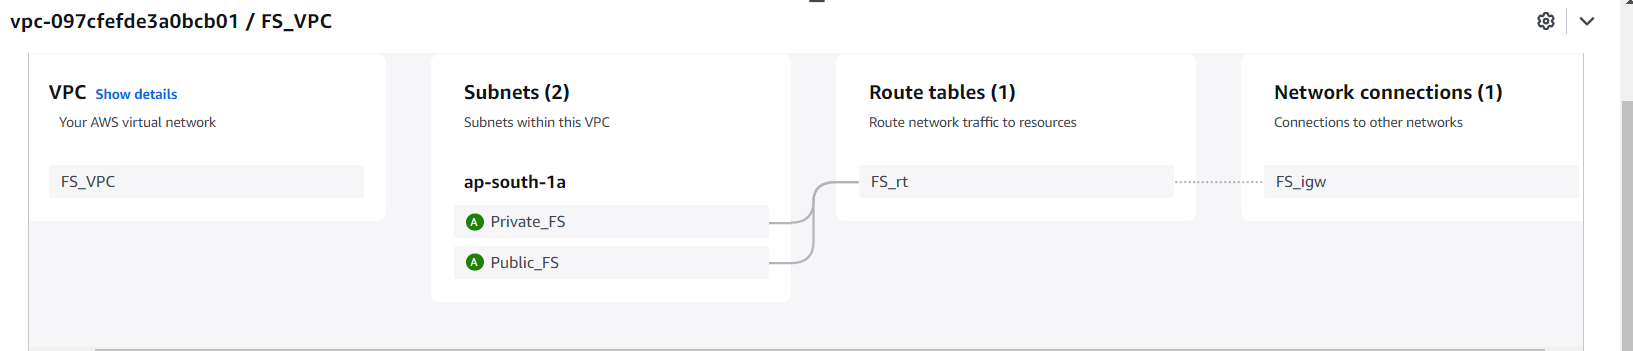 vpc-097cfefde3a0bcb01 / FS_VPC
VPC Show details
Your AWS virtual network
FS_VPC
Subnets (2)
Subnets within this VPC
ap-south-1a
A Private_FS
A Public_FS
Route tables (1)
Route network traffic to resources
FS_rt
Network connections (1)
Connections to other networks
FS_igw